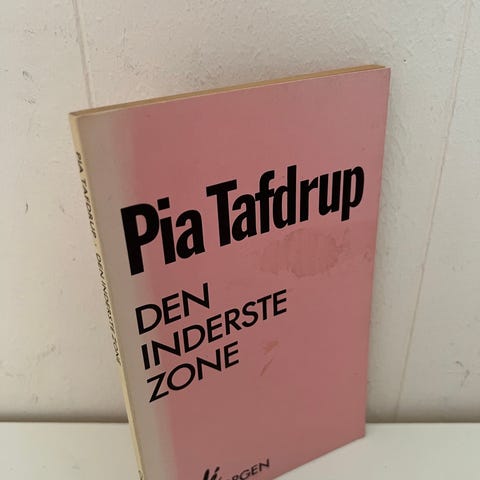 Pia Tafdrup
DEN
INDERSTE
ZONE
PIA TAFDRUP · DEN INDERSTE ZONE